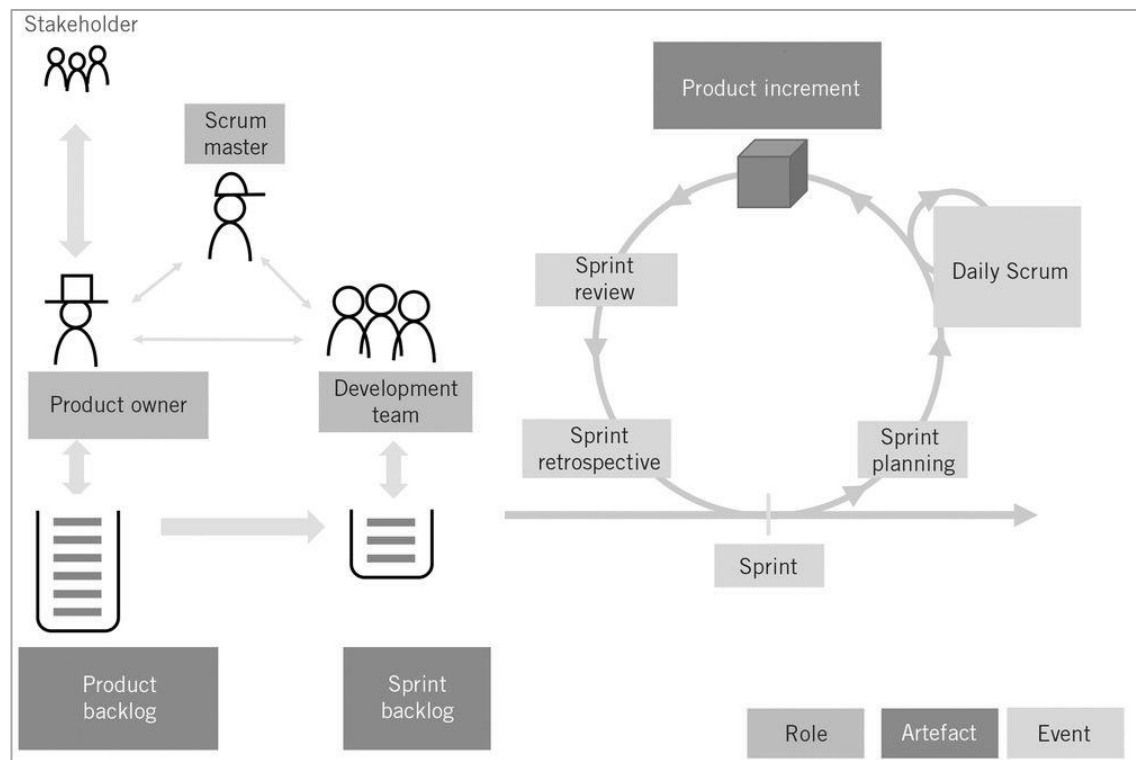 Stakeholder
Scrum
master
Product owner
Development
team
Product
backlog
Sprint
backlog
Product increment
Sprint
review
Daily Scrum
Sprint
retrospective
Sprint
planning
Sprint
Role
Artefact
Event